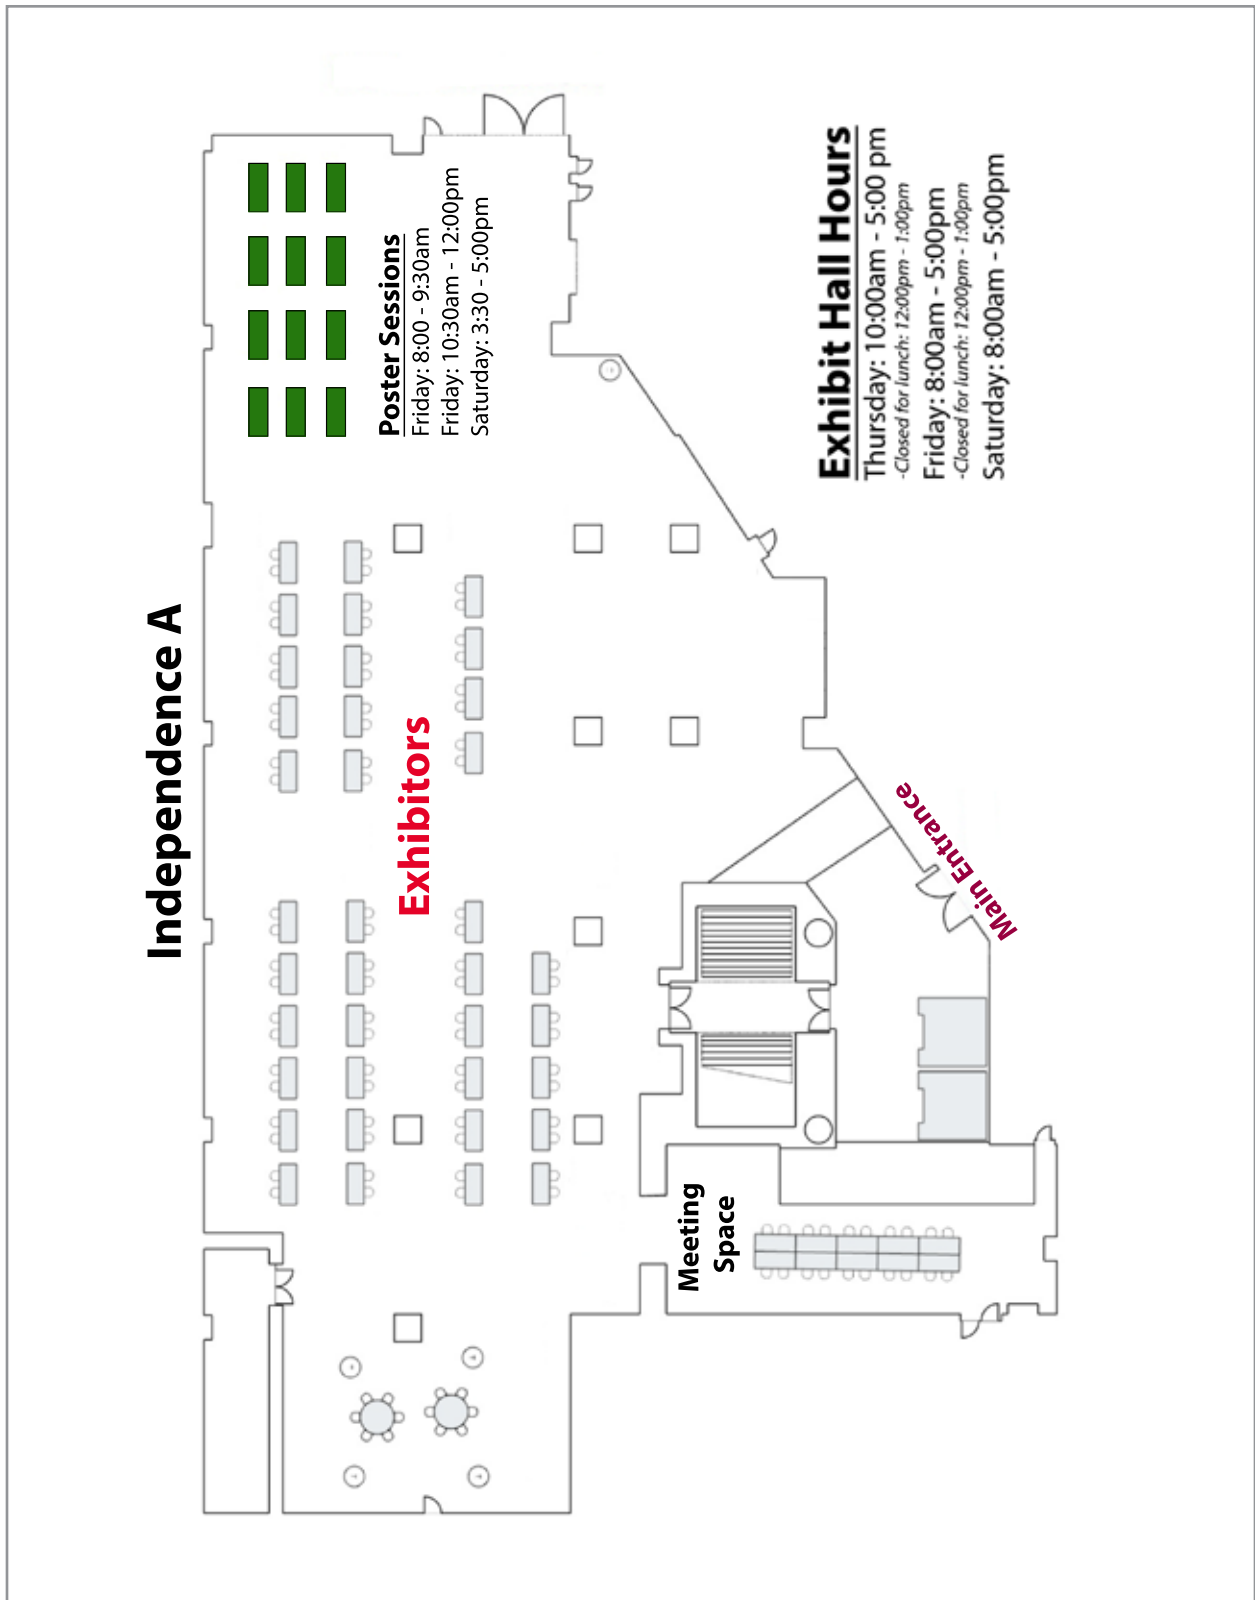 Independence A
Poster Sessions
Friday: 8:00 - 9:30am
Friday: 10:30am - 12:00pm
Saturday: 3:30 - 5:00pm
Exhibitors
Meeting
Space
Exhibit Hall Hours
Thursday: 10:00am - 5:00 pm
-Closed for lunch: 12:00pm - 1:00pm
Friday: 8:00am - 5:00pm
-Closed for lunch: 12:00pm - 1:00pm
Saturday: 8:00am - 5:00pm
Main Entrance